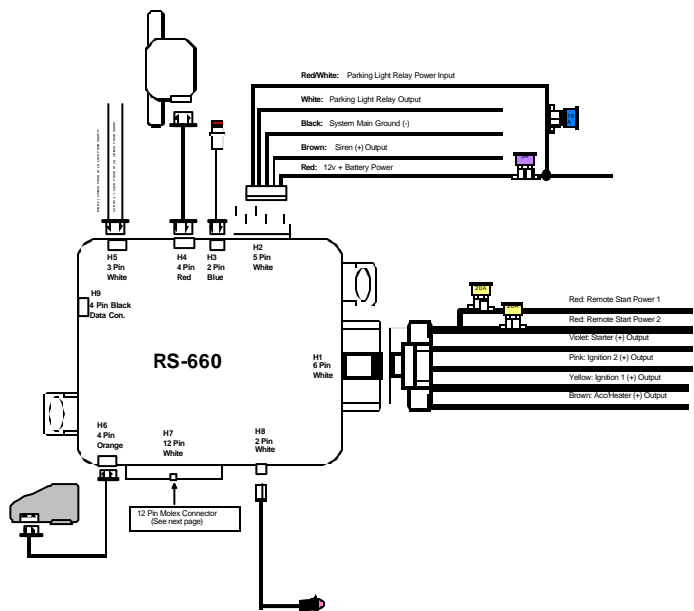 Red/White: Parking Light Relay Power Input
White: Parking Light Relay Output
Black: System Main Ground (-)
Brown: Siren (+) Output
Red: 12v + Battery Power
15
A
H5
3 Pin
White
H4
4 Pin
Red
H3
2 Pin
Blue
H2
5 Pin
White
H9
4 Pin Black
Data Con.
RS-660
H1
6 Pin
White
20A
Red: Remote Start Power 1
Red: Remote Start Power 2
Violet: Starter (+) Output
Pink: Ignition 2 (+) Output
Yellow: Ignition 1 (+) Output
Brown: Acc/Heater (+) Output
H6
4 Pin
Orange
H7
12 Pin
White
H8
2 Pin
White
12 Pin Molex Connector
(See next page)